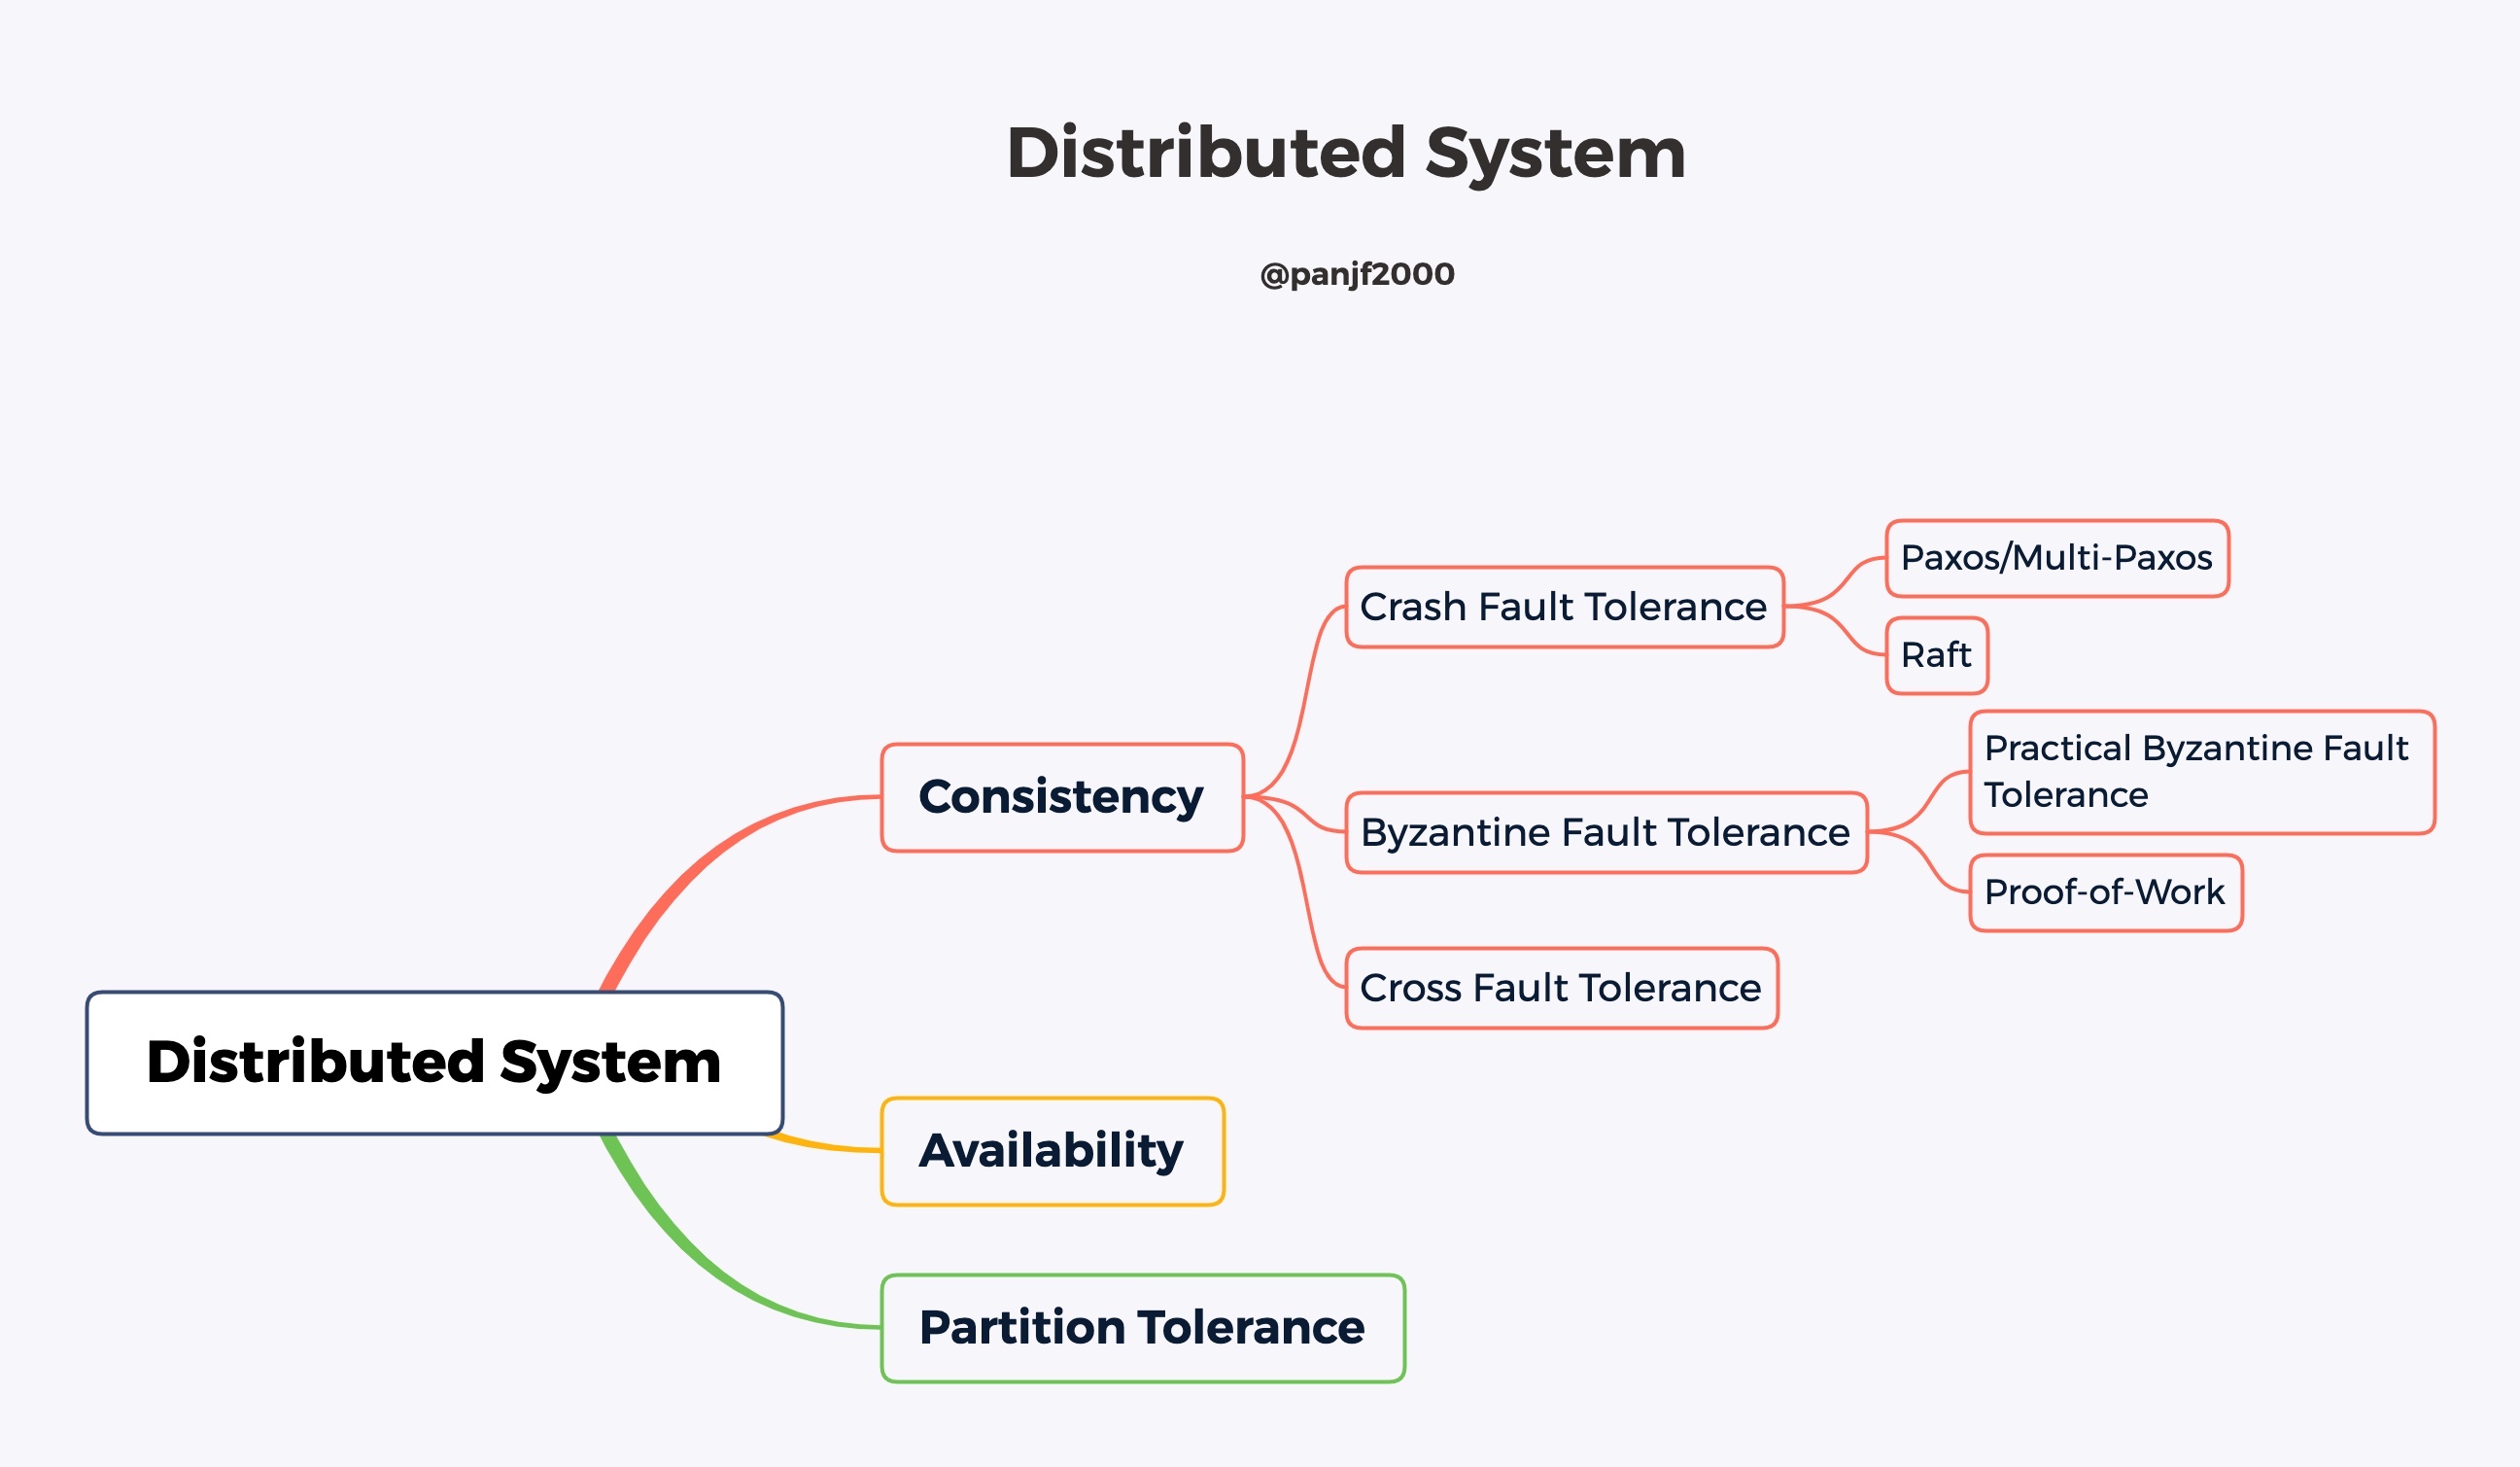 Distributed System
@panjf2000
Paxos/Multi-Paxos
Crash Fault Tolerance
Raft
Practical Byzantine Fault
Tolerance
Consistency
Byzantine Fault Tolerance
Proof-of-Work
Cross Fault Tolerance
Distributed System
Availability
Partition Tolerance